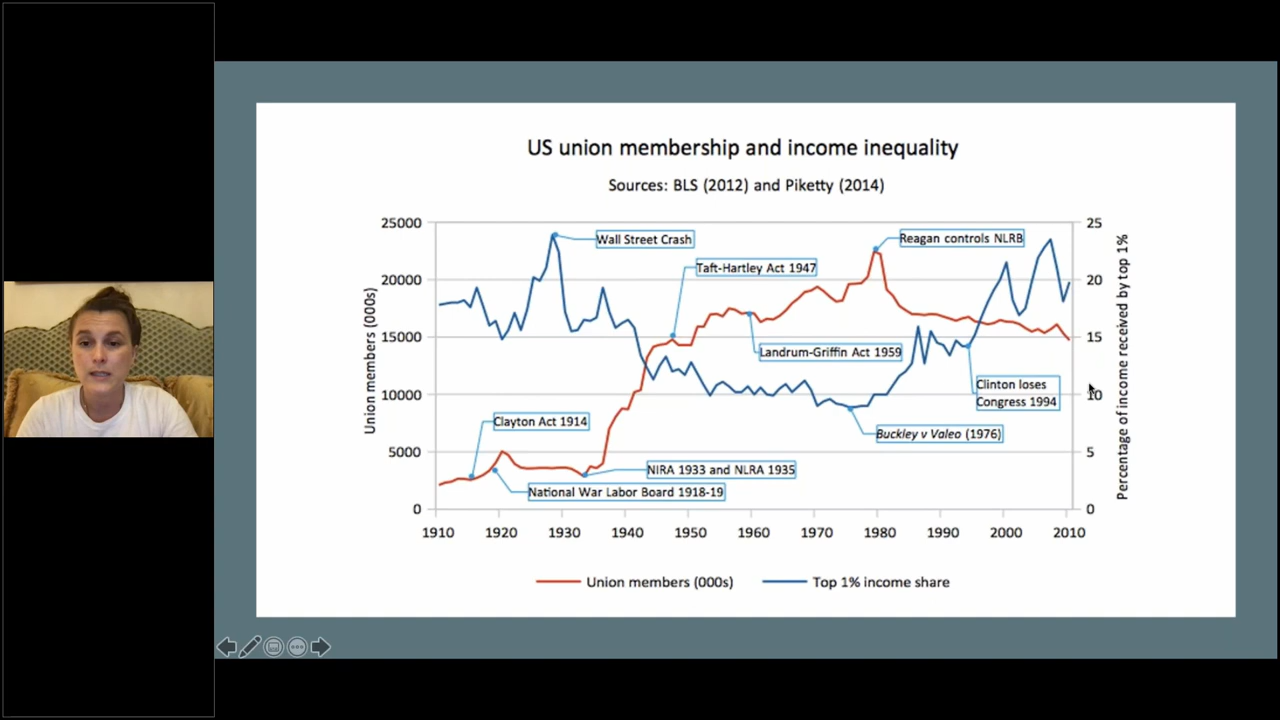 US union membership and income inequality
Sources: BLS (2012) and Piketty (2014)
25000
20000
15000
10000
5000
0
Union members (000s)
Wall Street Crash
Taft-Hartley Act 1947
Reagan controls NLRB
Landrum-Griffin Act 1959
Clinton loses
Congress 1994
Clayton Act 1914
Buckley v Valeo (1976)
NIRA 1933 and NLRA 1935
National War Labor Board 1918-19
25
20
15
10
5
0
Percentage of income received by top 1%
1910 1920 1930 1940 1950 1960 1970 1980 1990 2000 2010
Union members (000s) Top 1% income share